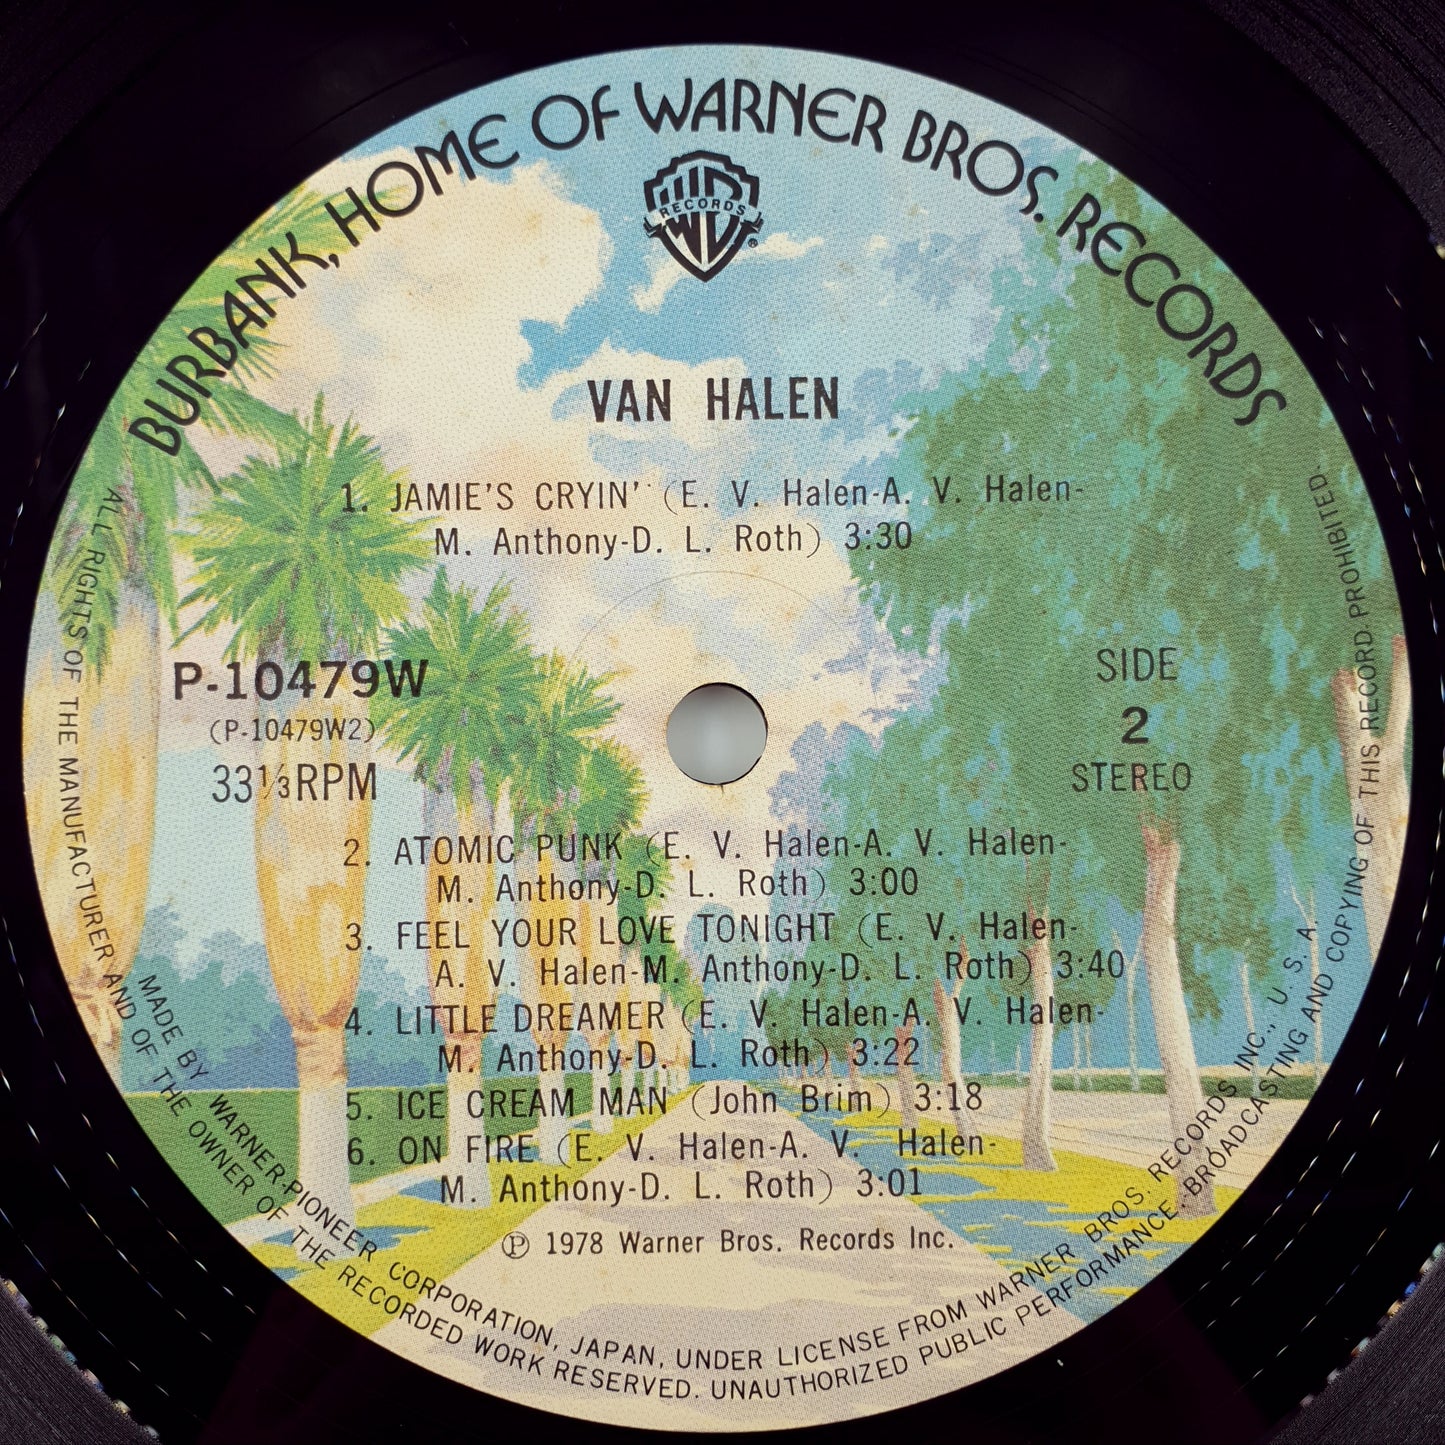 BURBANK, HOME OF WARNER BROS. RECORDS
WB
RECORDS
®
VAN HALEN
1. JAMIE'S CRYIN' (E. V. Halen-A. V. Halen-
M. Anthony-D. L. Roth) 3:30
P-10479W
(P-10479W2)
33 1/3 RPM
SIDE
2
STEREO
2. ATOMIC PUNK (E. V. Halen-A. V. Halen-
M. Anthony-D. L. Roth) 3:00
3. FEEL YOUR LOVE TONIGHT (E. V. Halen-
A. V. Halen-M. Anthony-D. L. Roth) 3:40
4. LITTLE DREAMER (E. V. Halen-A. V. Halen-
M. Anthony-D. L. Roth) 3:22
5. ICE CREAM MAN (John Brim) 3:18
6. ON FIRE (E. V. Halen-A. V. Halen-
M. Anthony-D. L. Roth) 3:01
Ⓟ 1978 Warner Bros. Records Inc.
MADE BY WARNER-PIONEER CORPORATION, JAPAN, UNDER LICENSE FROM WARNER BROS. RECORDS INC., U. S. A.
ALL RIGHTS OF THE MANUFACTURER AND OF THE OWNER OF THE RECORDED WORK RESERVED. UNAUTHORIZED PUBLIC PERFORMANCE. BROADCASTING AND COPYING OF THIS RECORD PROHIBITED.